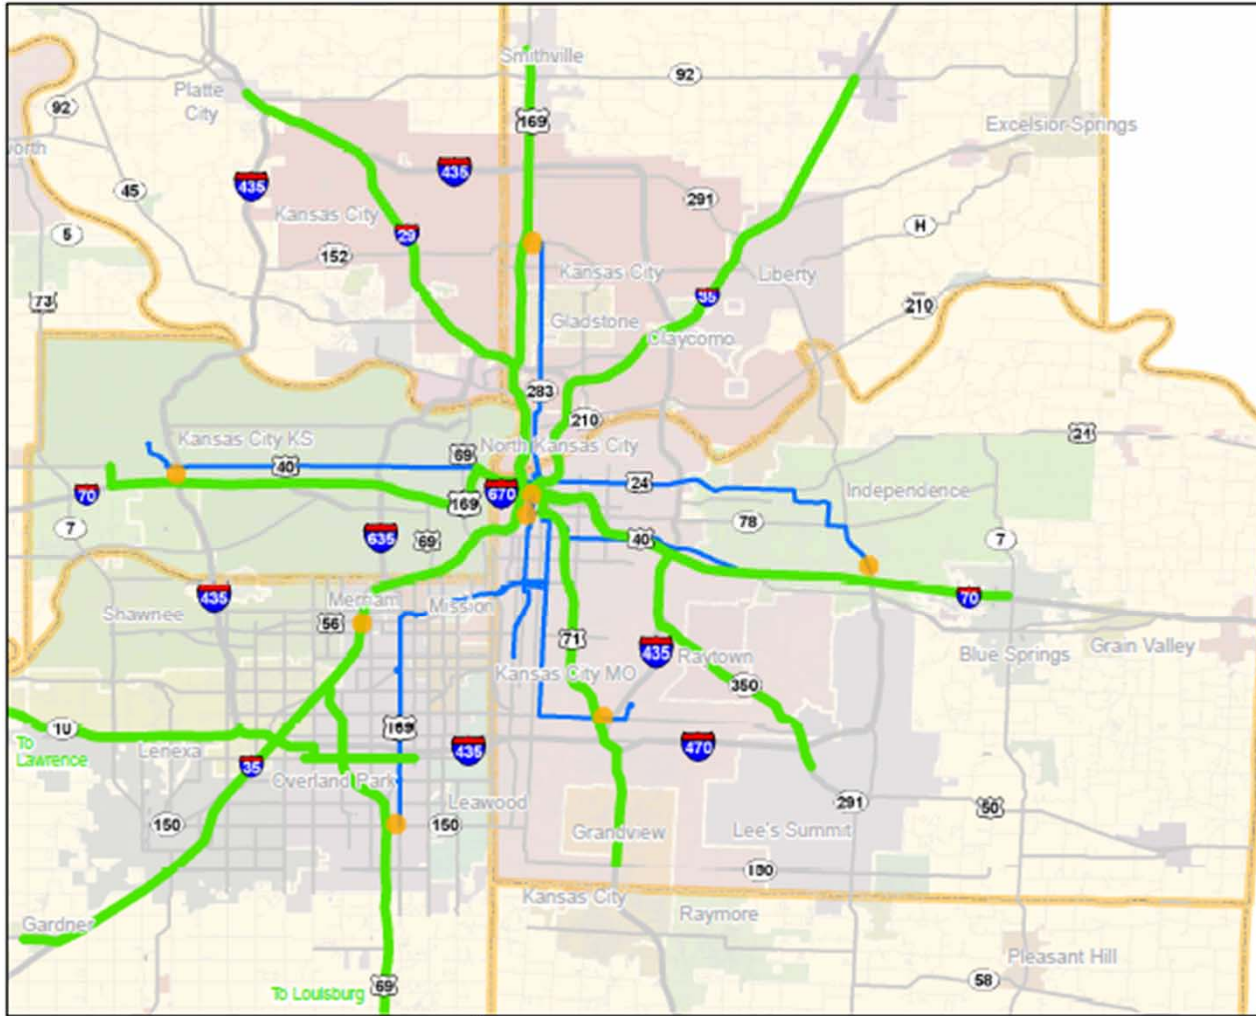 Smithville
92
Platte
City
169
92
Excelsior Springs
orth
435
435
45
291
Kansas City
H
5
29
152
Kansas City
Liberty
73
35
210
Gladstone
Claycomo
283
210
Kansas City KS
North Kansas City
69
40
24
670
24
Independence
70
169
78
7
635
69
40
7
435
70
Merriam
Mission
Shawnee
56
71
435
Raytown
Grain Valley
Blue Springs
Kansas City MO
350
10
169
To
Lawrence
Lenexa
435
470
35
Overland Park
Leawood
291
50
150
150
Grandview
Lee's Summit
150
Kansas City
Gardner
Raymore
Pleasant Hill
58
To Louisburg
69